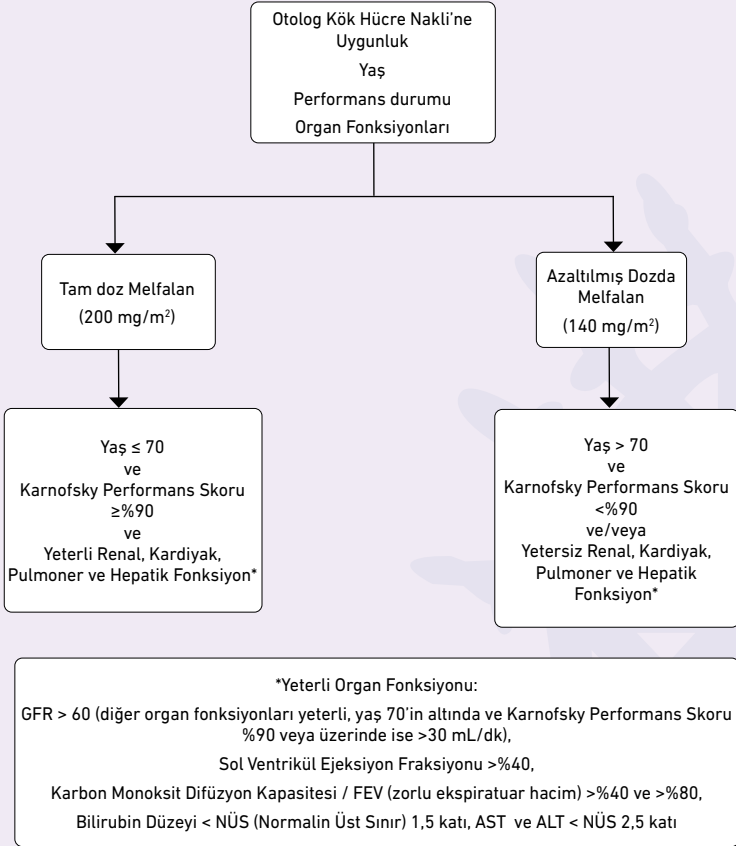 Otolog Kök Hücre Nakli'ne
Uygunluk
Yaş
Performans durumu
Organ Fonksiyonları
Tam doz Melfalan
(200 mg/m²)
Azaltılmış Dozda
Melfalan
(140 mg/m²)
Yaş ≤ 70
ve
Karnofsky Performans Skoru
≥%90
ve
Yeterli Renal, Kardiyak,
Pulmoner ve Hepatik Fonksiyon*
Yaş > 70
ve
Karnofsky Performans Skoru
<%90
ve/veya
Yetersiz Renal, Kardiyak,
Pulmoner ve Hepatik
Fonksiyon*
*Yeterli Organ Fonksiyonu:
GFR > 60 (diğer organ fonksiyonları yeterli, yaş 70'in altında ve Karnofsky Performans Skoru
%90 veya üzerinde ise >30 mL/dk),
Sol Ventrikül Ejeksiyon Fraksiyonu >%40,
Karbon Monoksit Difüzyon Kapasitesi / FEV (zorlu ekspiratuar hacim) >%40 ve >%80,
Bilirubin Düzeyi < NÜS (Normalin Üst Sınır) 1,5 katı, AST ve ALT < NÜS 2,5 katı